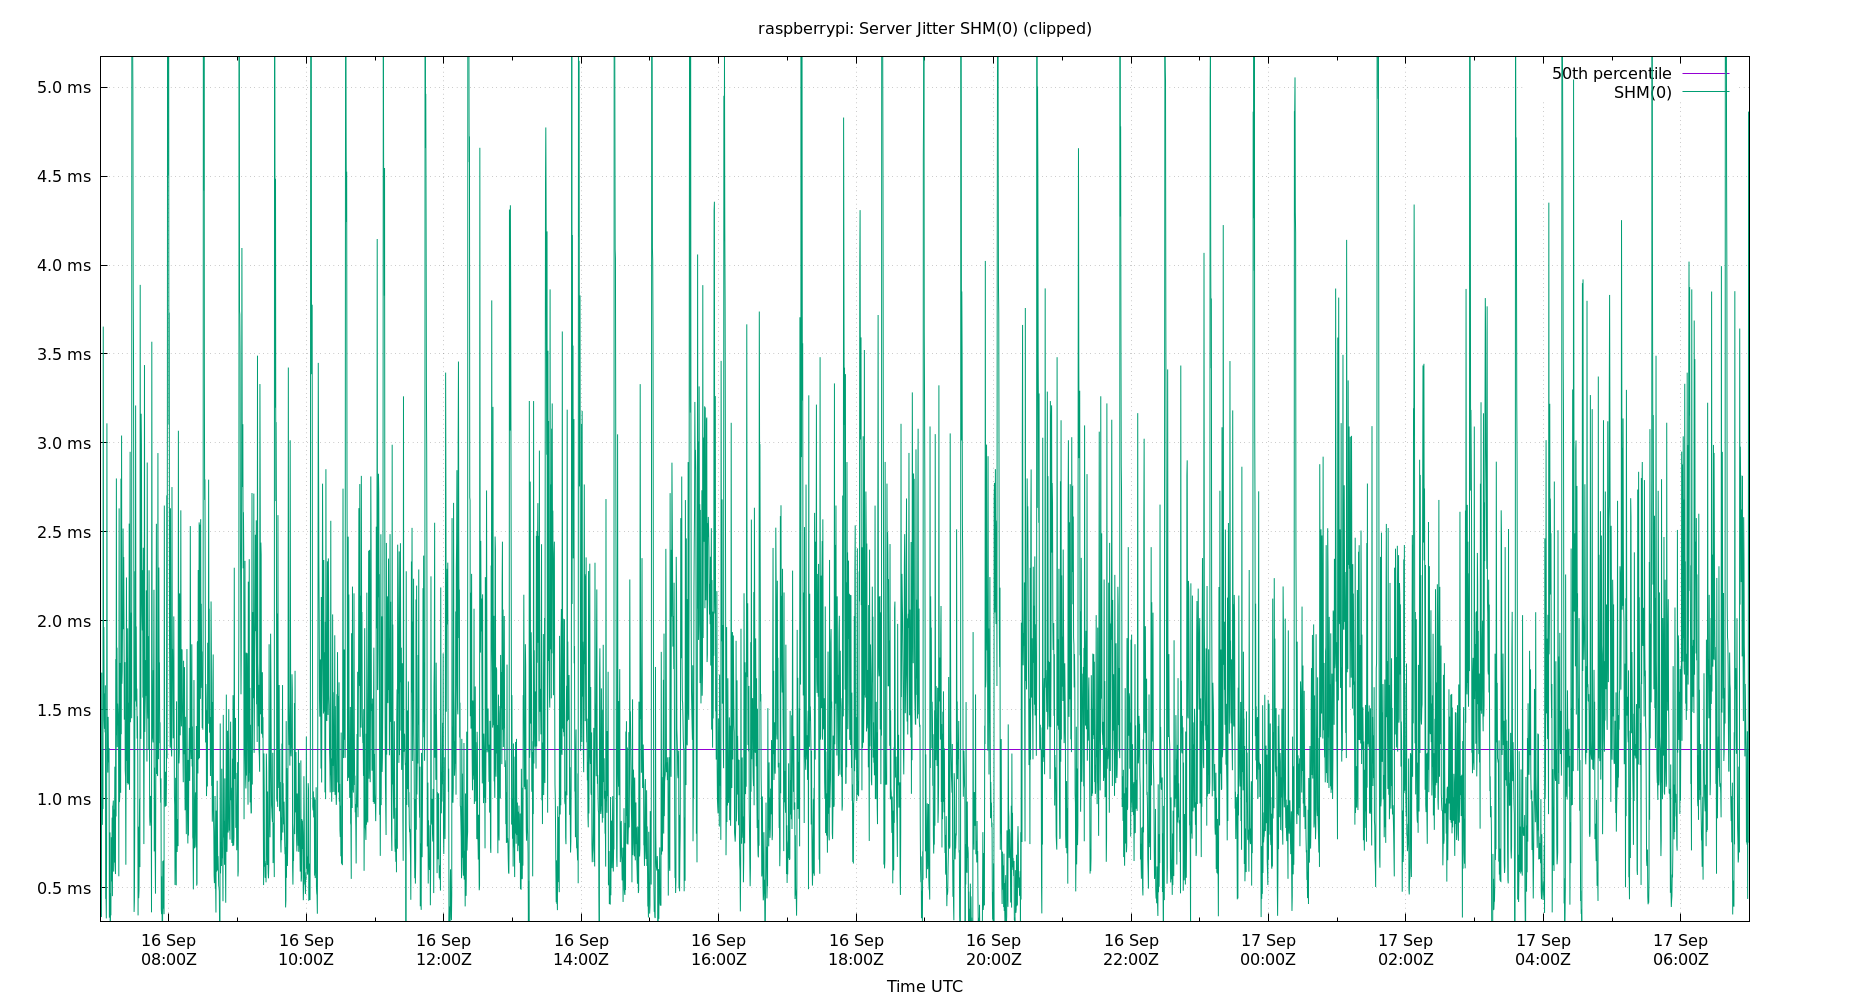 raspberrypi: Server Jitter SHM(0) (clipped)
50th percentile
SHM(0)
5.0 ms
4.5 ms
4.0 ms
3.5 ms
3.0 ms
2.5 ms
2.0 ms
1.5 ms
1.0 ms
0.5 ms
16 Sep 16 Sep 16 Sep 16 Sep 16 Sep 16 Sep 16 Sep 16 Sep 17 Sep 17 Sep 17 Sep 17 Sep
08:00Z 10:00Z 12:00Z 14:00Z 16:00Z 18:00Z 20:00Z 22:00Z 00:00Z 02:00Z 04:00Z 06:00Z
Time UTC